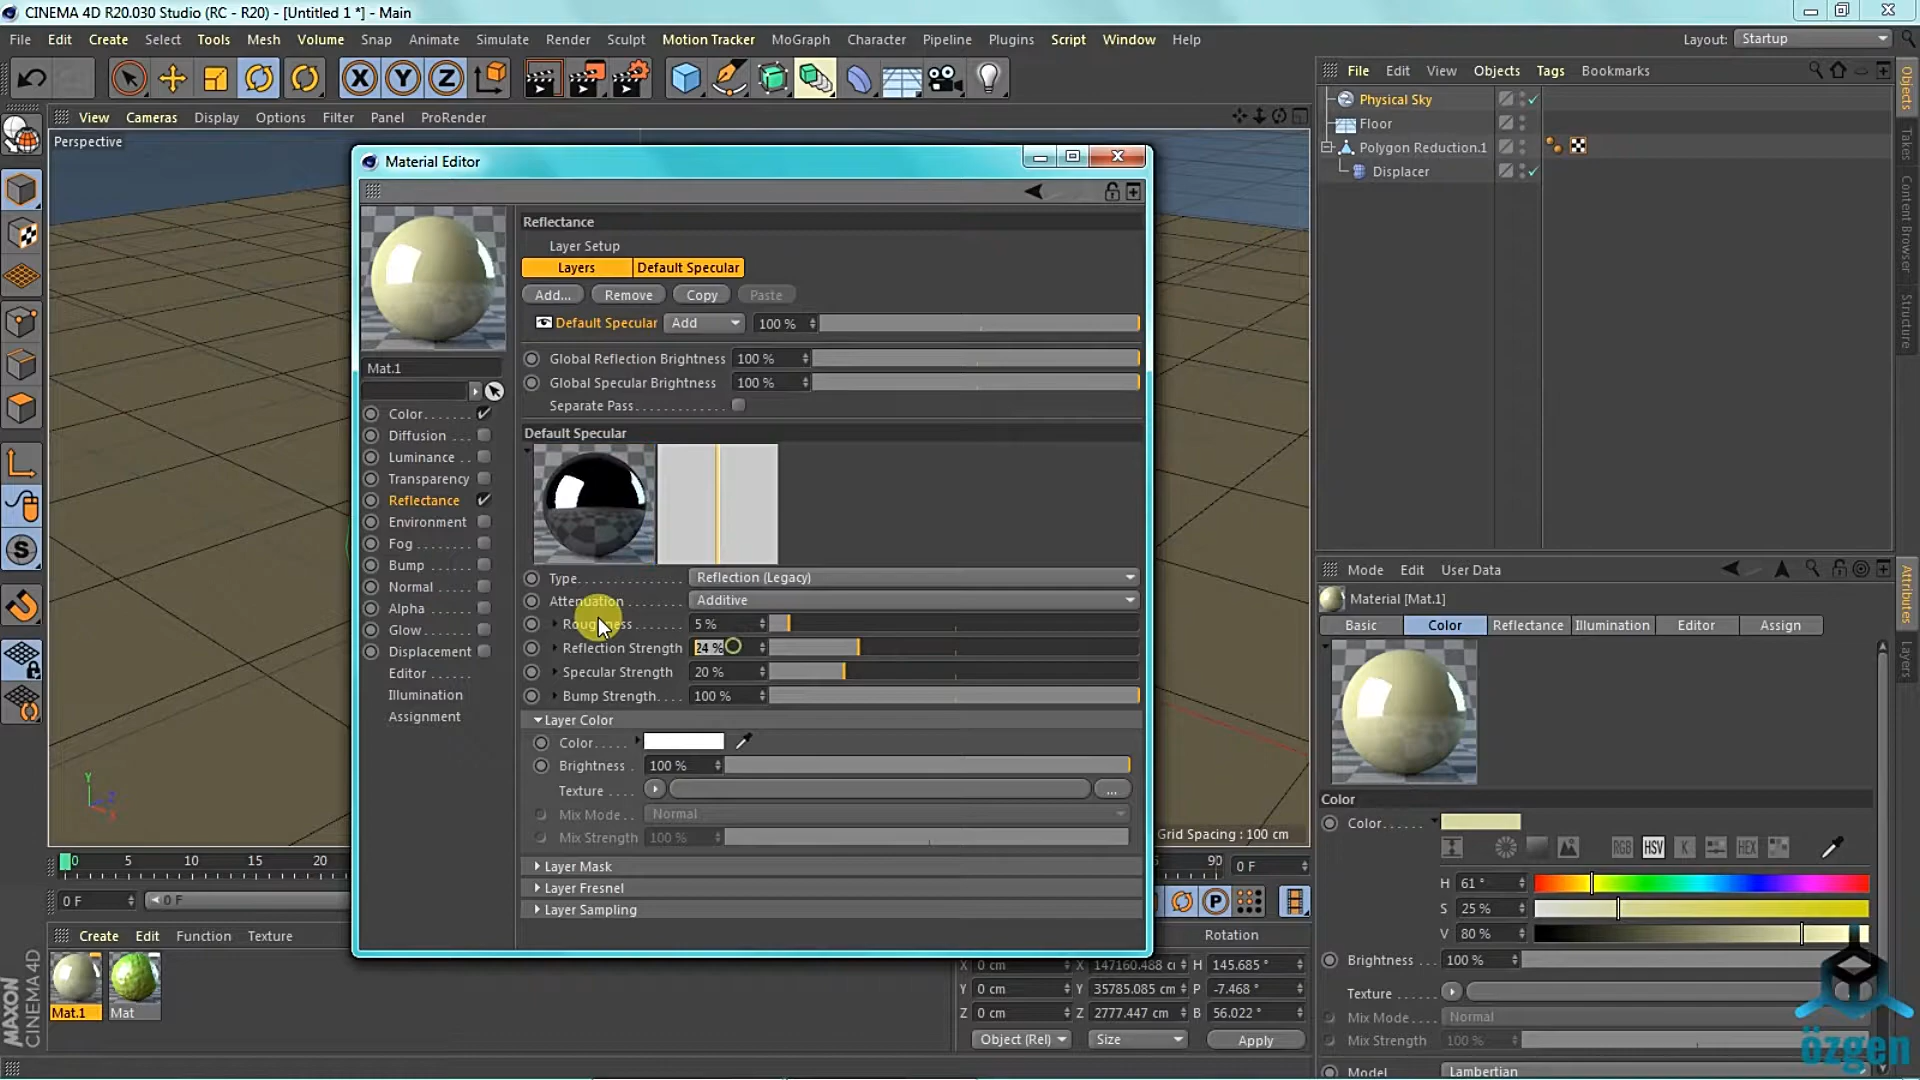 CINEMA 4D R20.030 Studio (RC - R20) - [Untitled 1 *] - Main
File Edit Create Select Tools Mesh Volume Snap Animate Simulate Render Sculpt Motion Tracker MoGraph Character Pipeline Plugins Script Window Help
Layout: Startup
X Y Z
File Edit View Objects Tags Bookmarks
View Cameras Display Options Filter Panel ProRender
Perspective
Physical Sky
Floor
Polygon Reduction.1
Displacer
Objects
Takes
Content Browser
Structure
Material Editor
Reflectance
Layer Setup
Layers Default Specular
Add... Remove Copy Paste
Default Specular Add 100 %
Global Reflection Brightness 100 %
Global Specular Brightness 100 %
Separate Pass
Mat.1
Color
Diffusion
Luminance
Transparency
Reflectance
Environment
Fog
Bump
Normal
Alpha
Glow
Displacement
Editor
Illumination
Assignment
Default Specular
Type Reflection (Legacy)
Attenuation Additive
Roughness 5 %
Reflection Strength 24 %
Specular Strength 20 %
Bump Strength 100 %
Layer Color
Color
Brightness 100 %
Texture ...
Mix Mode Normal
Mix Strength 100 %
Layer Mask
Layer Fresnel
Layer Sampling
Y
Z
X
Grid Spacing : 100 cm
0 5 10 15 20
90 0 F
0 F 0 F
P
Create Edit Function Texture
Mat.1 Mat
MAXON CINEMA 4D
Rotation
X 0 cm X 147160.488 H 145.685 °
Y 0 cm Y 35785.085 cm P -7.468 °
Z 0 cm Z 2777.447 cm B 56.022 °
Object (Rel) Size Apply
Mode Edit User Data
Attributes
Layers
Material [Mat.1]
Basic Color Reflectance Illumination Editor Assign
Color
Color
RGB HSV K HEX
H 61 °
S 25 %
V 80 %
Brightness 100 %
Texture
Mix Mode Normal
Mix Strength 100 %
Model Lambertian
özgen